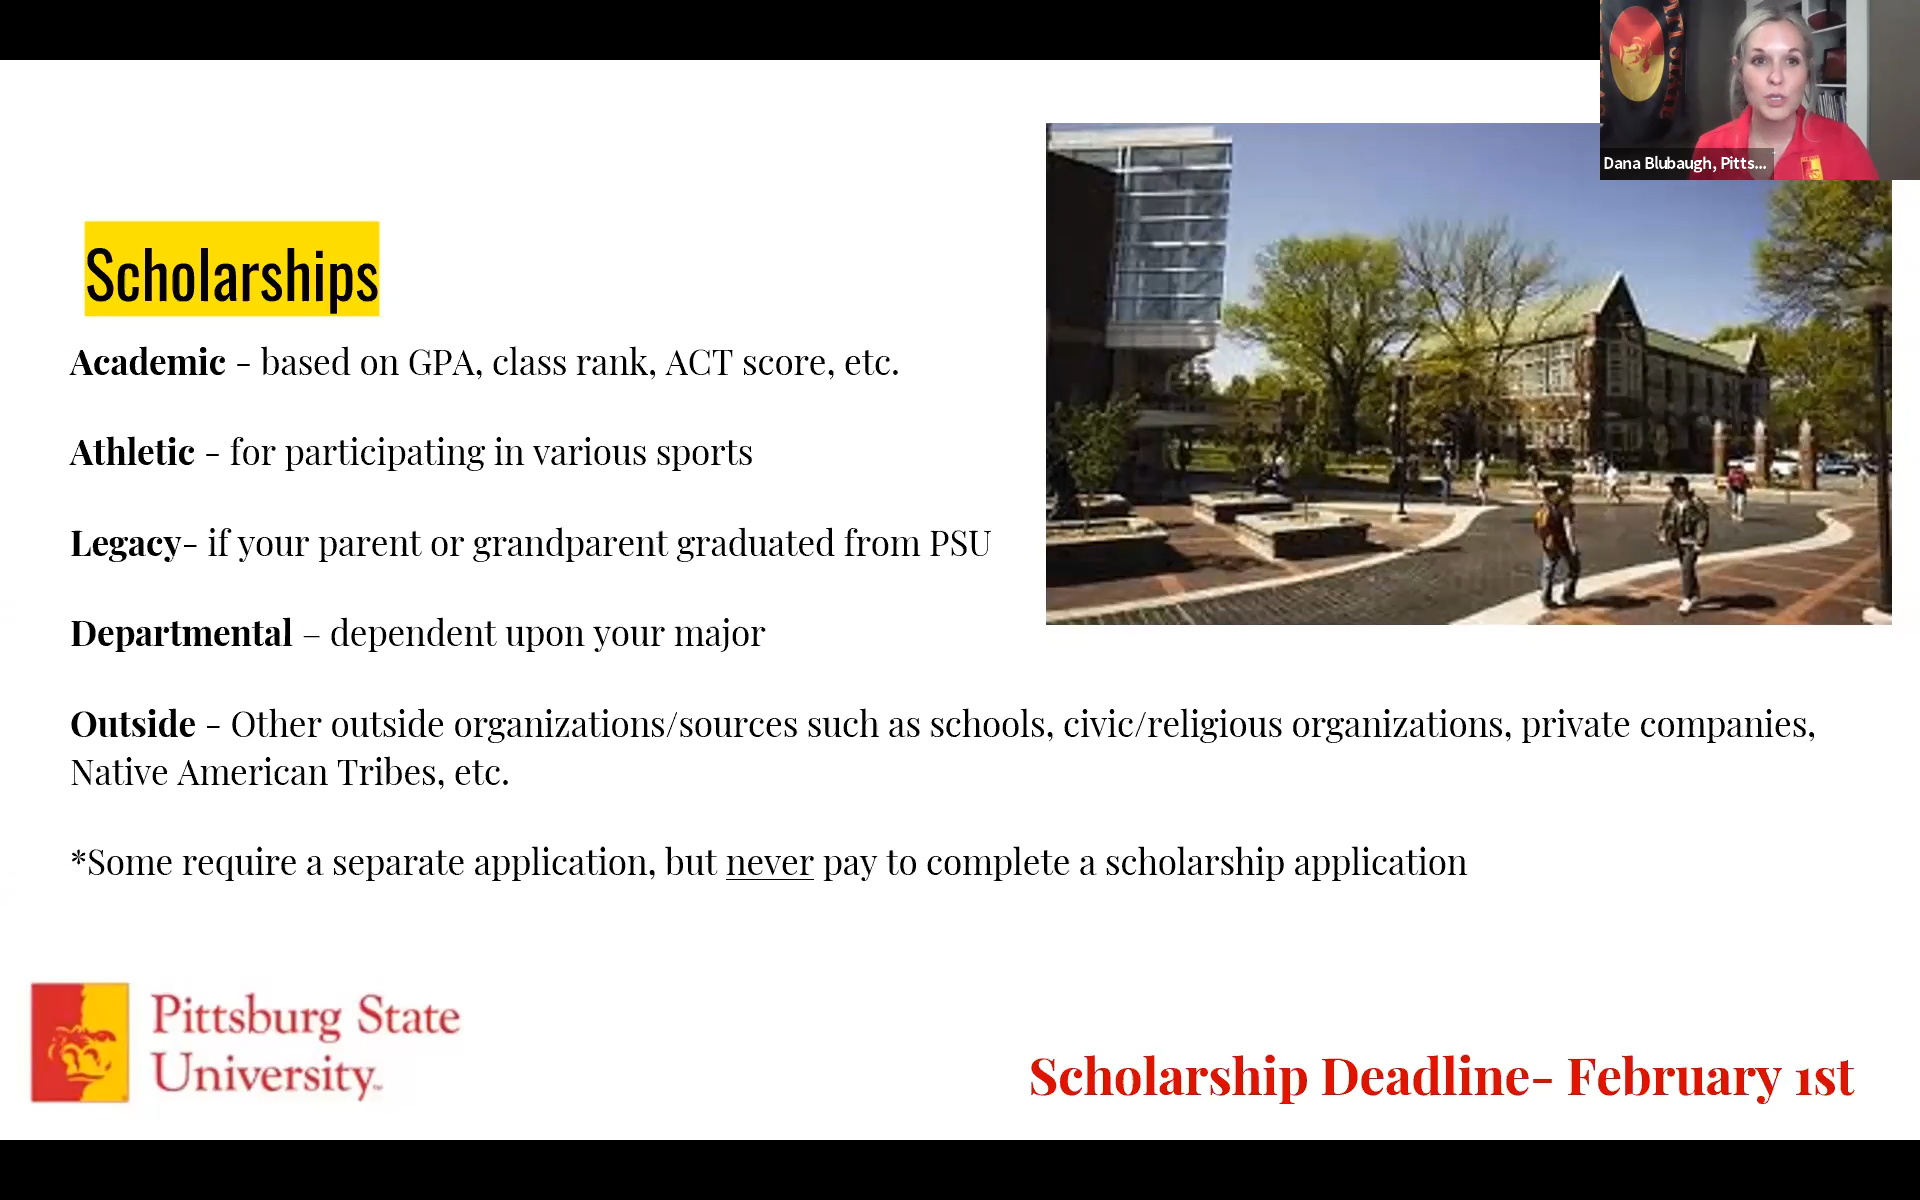 Dana Blubaugh, Pitts...
Scholarships
Academic - based on GPA, class rank, ACT score, etc.
Athletic - for participating in various sports
Legacy- if your parent or grandparent graduated from PSU
Departmental – dependent upon your major
Outside - Other outside organizations/sources such as schools, civic/religious organizations, private companies,
Native American Tribes, etc.
*Some require a separate application, but never pay to complete a scholarship application
Pittsburg State
University
Scholarship Deadline- February 1st